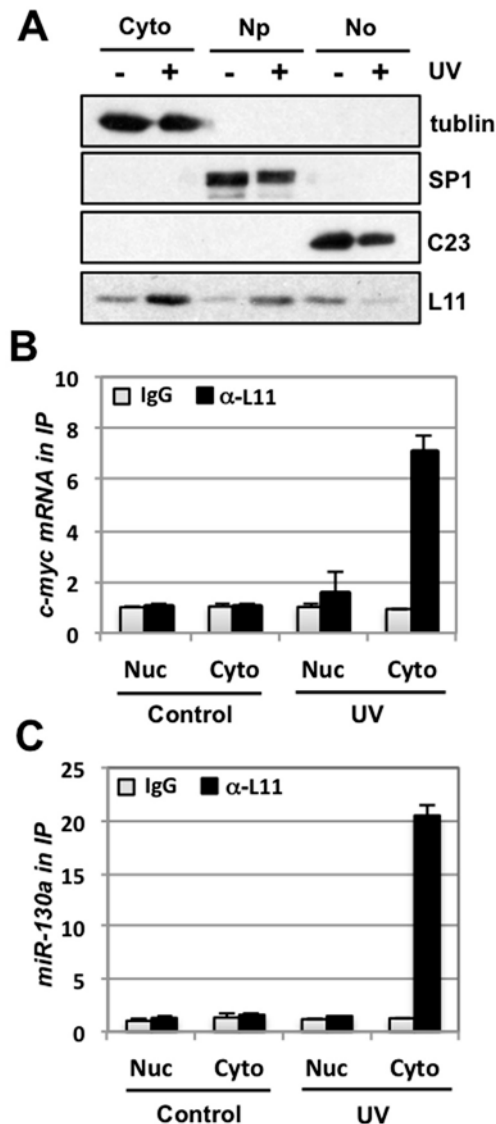 A
Cyto Np No
- + - + - + UV
tublin
SP1
C23
L11
B
10
8
6
4
2
0
c-myc mRNA in IP
IgG α-L11
Nuc Cyto Nuc Cyto
Control UV
C
25
20
15
10
5
0
miR-130a in IP
IgG α-L11
Nuc Cyto Nuc Cyto
Control UV